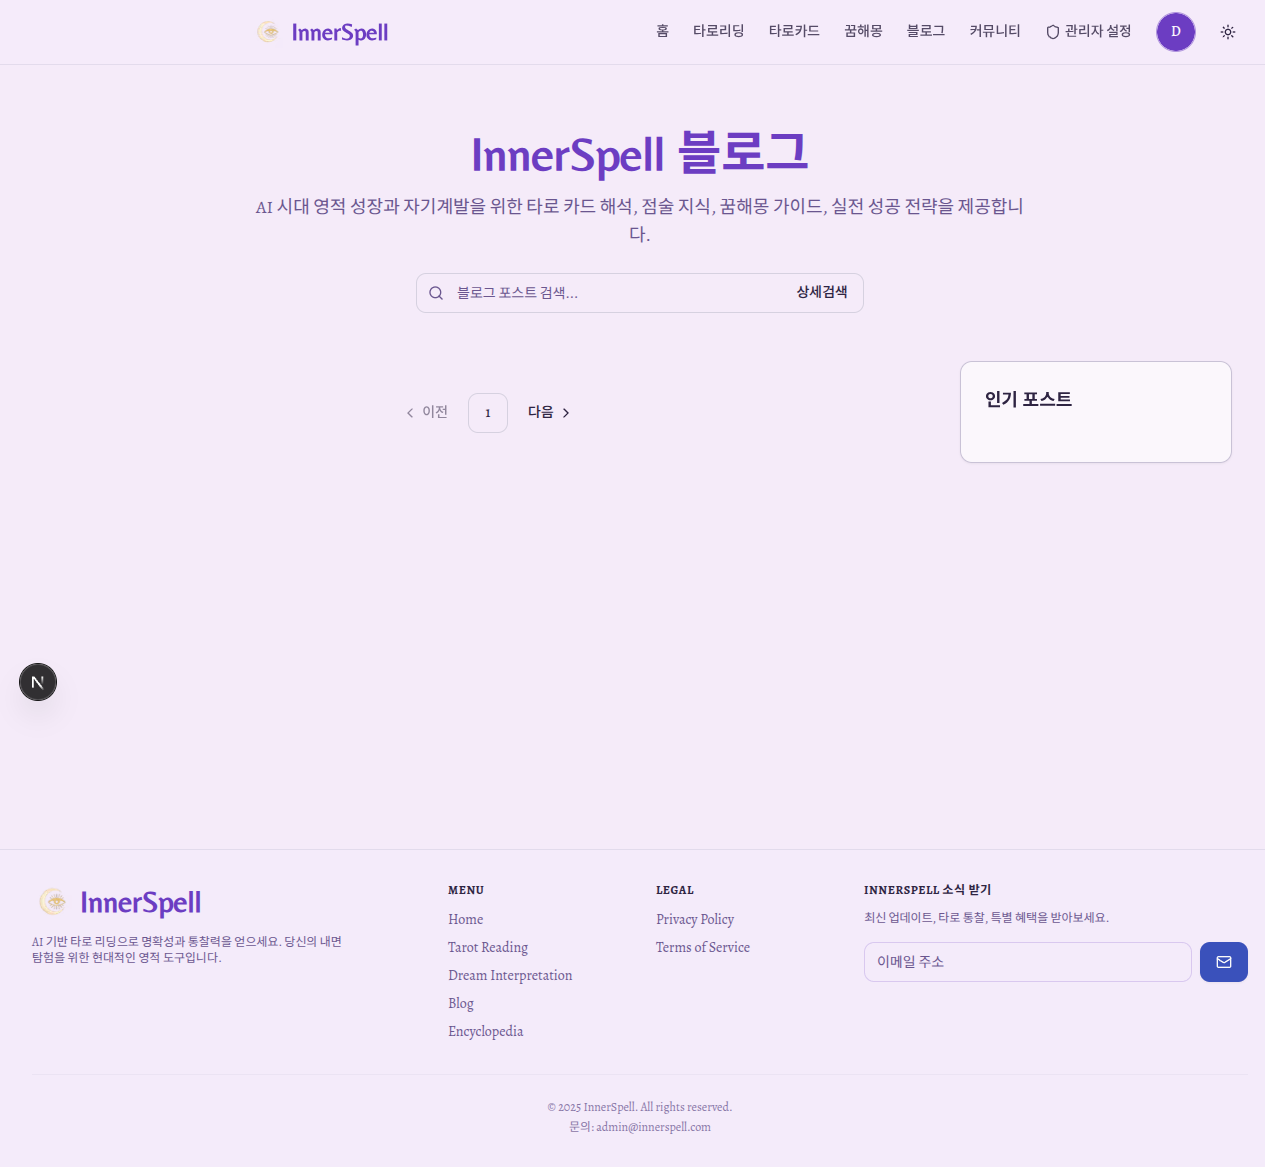 InnerSpell
홈 타로리딩 타로카드 꿈해몽 블로그 커뮤니티 관리자 설정 D
InnerSpell 블로그
AI 시대 영적 성장과 자기계발을 위한 타로 카드 해석, 점술 지식, 꿈해몽 가이드, 실전 성공 전략을 제공합니
다.
블로그 포스트 검색... 상세검색
이전 1 다음
인기 포스트
N
InnerSpell
AI 기반 타로 리딩으로 명확성과 통찰력을 얻으세요. 당신의 내면
탐험을 위한 현대적인 영적 도구입니다.
MENU
Home
Tarot Reading
Dream Interpretation
Blog
Encyclopedia
LEGAL
Privacy Policy
Terms of Service
INNERSPELL 소식 받기
최신 업데이트, 타로 통찰, 특별 혜택을 받아보세요.
이메일 주소
© 2025 InnerSpell. All rights reserved.
문의: admin@innerspell.com